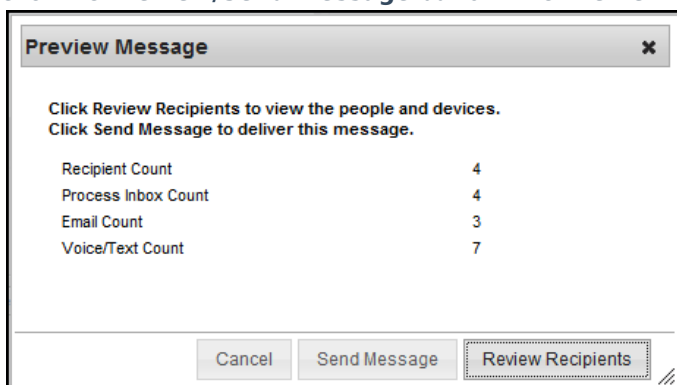 Preview Message
Click Review Recipients to view the people and devices.
Click Send Message to deliver this message.
Recipient Count 4
Process Inbox Count 4
Email Count 3
Voice/Text Count 7
Cancel Send Message Review Recipients